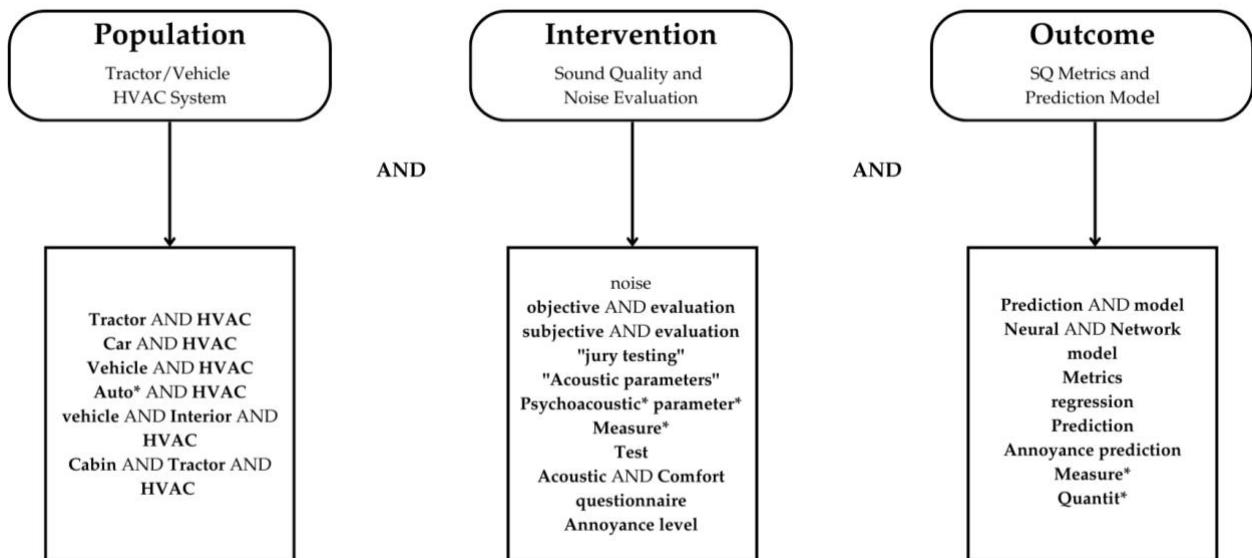 Population
Tractor/Vehicle
HVAC System
Intervention
Sound Quality and
Noise Evaluation
Outcome
SQ Metrics and
Prediction Model
AND
AND
Tractor AND HVAC
Car AND HVAC
Vehicle AND HVAC
Auto* AND HVAC
vehicle AND Interior AND
HVAC
Cabin AND Tractor AND
HVAC
noise
objective AND evaluation
subjective AND evaluation
"jury testing"
"Acoustic parameters"
Psychoacoustic* parameter*
Measure*
Test
Acoustic AND Comfort
questionnaire
Annoyance level
Prediction AND model
Neural AND Network
model
Metrics
regression
Prediction
Annoyance prediction
Measure*
Quantit*